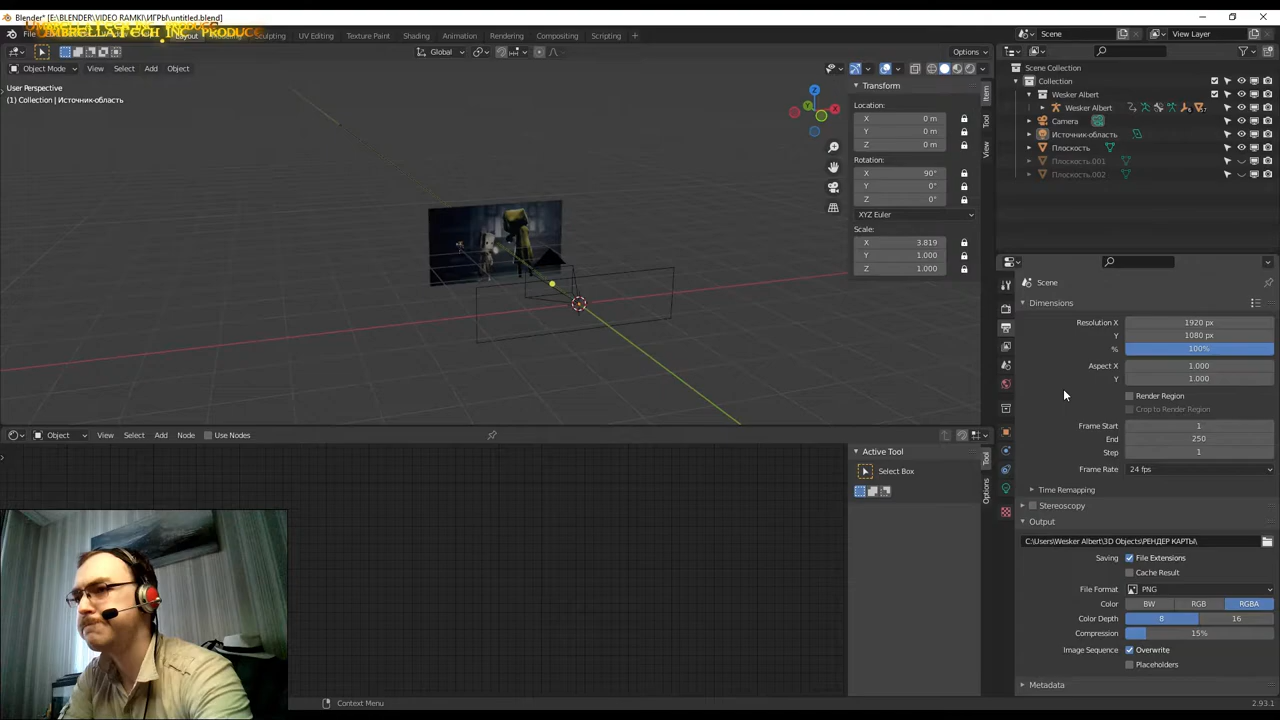 Blender* [E:\BLENDER\VIDEO RAMKI\ИГРЫ\untitled.blend]
UMBRELLATECH INC PRODUCE
Layout
Sculpting
UV Editing
Texture Paint
Shading
Animation
Rendering
Compositing
Scripting
+
Scene
View Layer
Global
Options
Object Mode
View
Select
Add
Object
User Perspective
(1) Collection | Источник-область
Z
X
Y
Transform
Location:
X 0 m
Y 0 m
Z 0 m
Rotation:
X 90°
Y 0°
Z 0°
XYZ Euler
Scale:
X 3.819
Y 1.000
Z 1.000
Item
Tool
View
Scene Collection
Collection
Wesker Albert
Wesker Albert
Camera
Источник-область
Плоскость
Плоскость.001
Плоскость.002
Scene
Dimensions
Resolution X 1920 px
Y 1080 px
% 100%
Aspect X 1.000
Y 1.000
Render Region
Crop to Render Region
Frame Start 1
End 250
Step 1
Frame Rate 24 fps
Time Remapping
Stereoscopy
Output
C:\Users\Wesker Albert\3D Objects\РЕНДЕР КАРТЫ\
Saving File Extensions
Cache Result
File Format PNG
Color BW RGB RGBA
Color Depth 8 16
Compression 15%
Image Sequence Overwrite
Placeholders
Metadata
Object
View
Select
Add
Node
Use Nodes
Active Tool
Select Box
Tool
Options
Context Menu
2.93.1